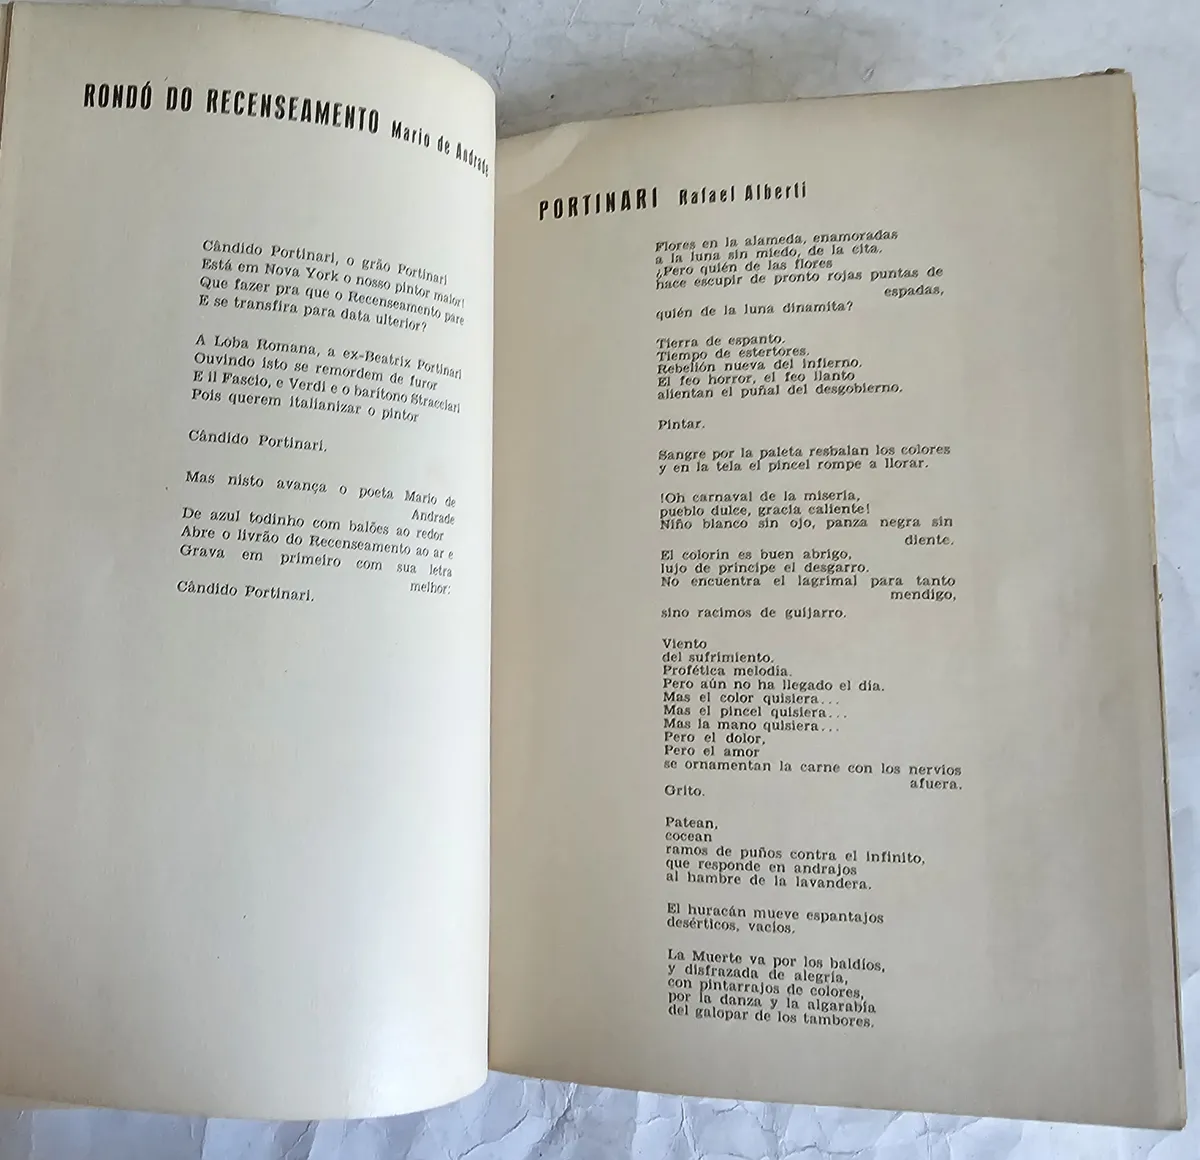 RONDÓ DO RECENSEAMENTO Mario de Andrade
Cândido Portinari, o grão Portinari
Está em Nova York o nosso pintor maior!
Que fazer pra que o Recenseamento pare
E se transfira para data ulterior?
A Loba Romana, a ex-Beatrix Portinari
Ouvindo isto se remordem de furor
E il Fascio, e Verdi e o barítono Stracciari
Pois querem italianizar o pintor
Cândido Portinari.
Mas nisto avança o poeta Mario de
Andrade
De azul todinho com balões ao redor
Abre o livrão do Recenseamento ao ar e
Grava em primeiro com sua letra
melhor:
Cândido Portinari.
PORTINARI Rafael Alberti
Flores en la alameda, enamoradas
a la luna sin miedo, de la cita.
¿Pero quién de las flores
hace escupir de pronto rojas puntas de
espadas,
quién de la luna dinamita?
Tierra de espanto.
Tiempo de estertores.
Rebelión nueva del infierno.
El feo horror, el feo llanto
alientan el puñal del desgobierno.
Pintar.
Sangre por la paleta resbalan los colores
y en la tela el pincel rompe a llorar.
!Oh carnaval de la miseria,
pueblo dulce, gracia caliente!
Niño blanco sin ojo, panza negra sin
diente.
El colorín es buen abrigo,
lujo de príncipe el desgarro.
No encuentra el lagrimal para tanto
mendigo,
sino racimos de guijarro.
Viento
del sufrimiento.
Profética melodía.
Pero aún no ha llegado el día.
Mas el color quisiera...
Mas el pincel quisiera...
Mas la mano quisiera...
Pero el dolor,
Pero el amor
se ornamentan la carne con los nervios
afuera.
Grito.
Patean,
cocean
ramos de puños contra el infinito,
que responde en andrajos
al hambre de la lavandera.
El huracán mueve espantajos
desérticos, vacíos.
La Muerte va por los baldíos,
y disfrazada de alegría,
con pintarrajos de colores,
por la danza y la algarabía
del galopar de los tambores.